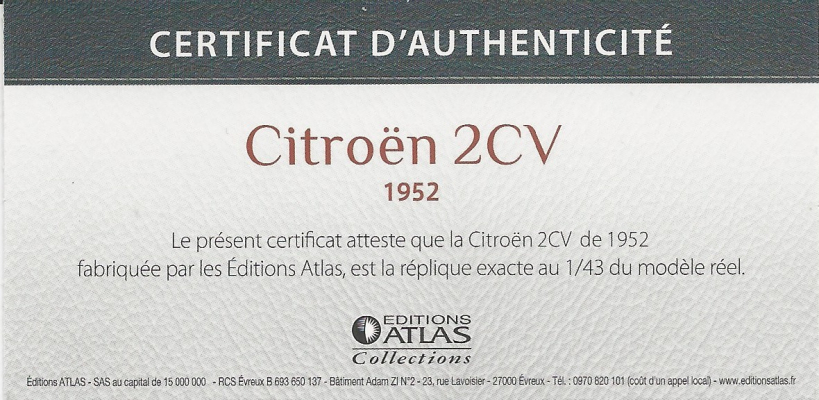 CERTIFICAT D'AUTHENTICITÉ
Citroën 2CV
1952
Le présent certificat atteste que la Citroën 2CV de 1952
fabriquée par les Éditions Atlas, est la réplique exacte au 1/43 du modèle réel.
EDITIONS
ATLAS
Collections
Éditions ATLAS - SAS au capital de 15 000 000 - RCS Évreux B 693 650 137 - Bâtiment Adam ZI N°2 - 23, rue Lavoisier - 27000 Évreux - Tél. : 0970 820 101 (coût d'un appel local) - www.editionsatlas.fr